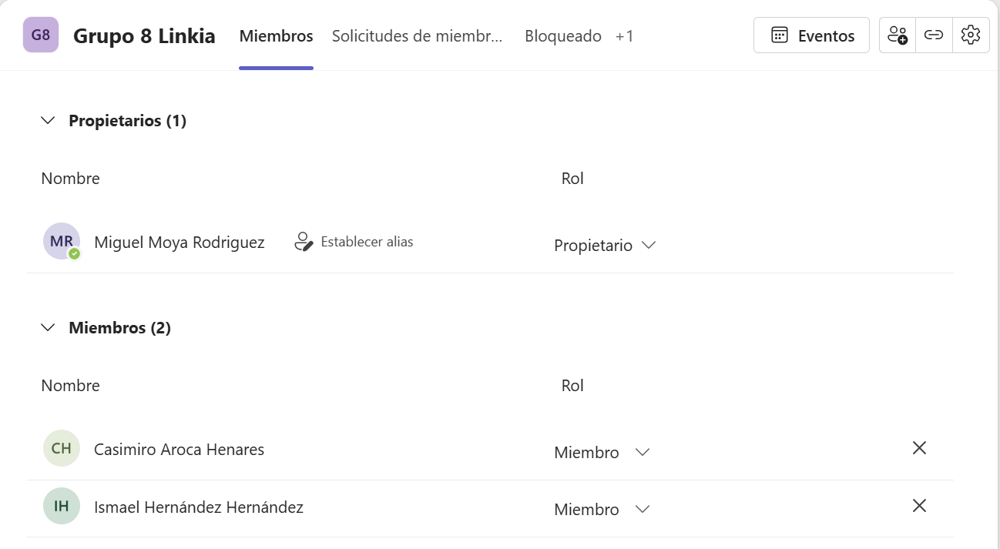 G8 Grupo 8 Linkia Miembros Solicitudes de miembr... Bloqueado +1 Eventos
Propietarios (1)
Nombre Rol
MR Miguel Moya Rodriguez Establecer alias Propietario
Miembros (2)
Nombre Rol
CH Casimiro Aroca Henares Miembro
IH Ismael Hernández Hernández Miembro